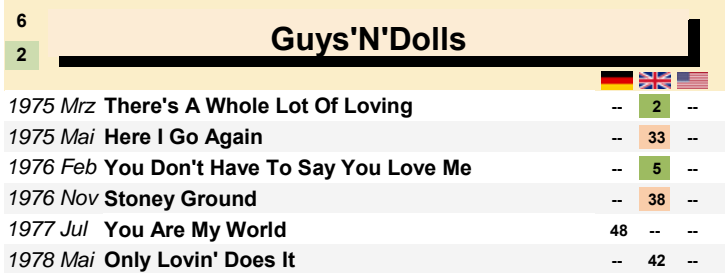 6
Guys'N'Dolls
2
1975 Mrz There's A Whole Lot Of Loving -- 2 --
1975 Mai Here I Go Again -- 33 --
1976 Feb You Don't Have To Say You Love Me -- 5 --
1976 Nov Stoney Ground -- 38 --
1977 Jul You Are My World 48 -- --
1978 Mai Only Lovin' Does It -- 42 --